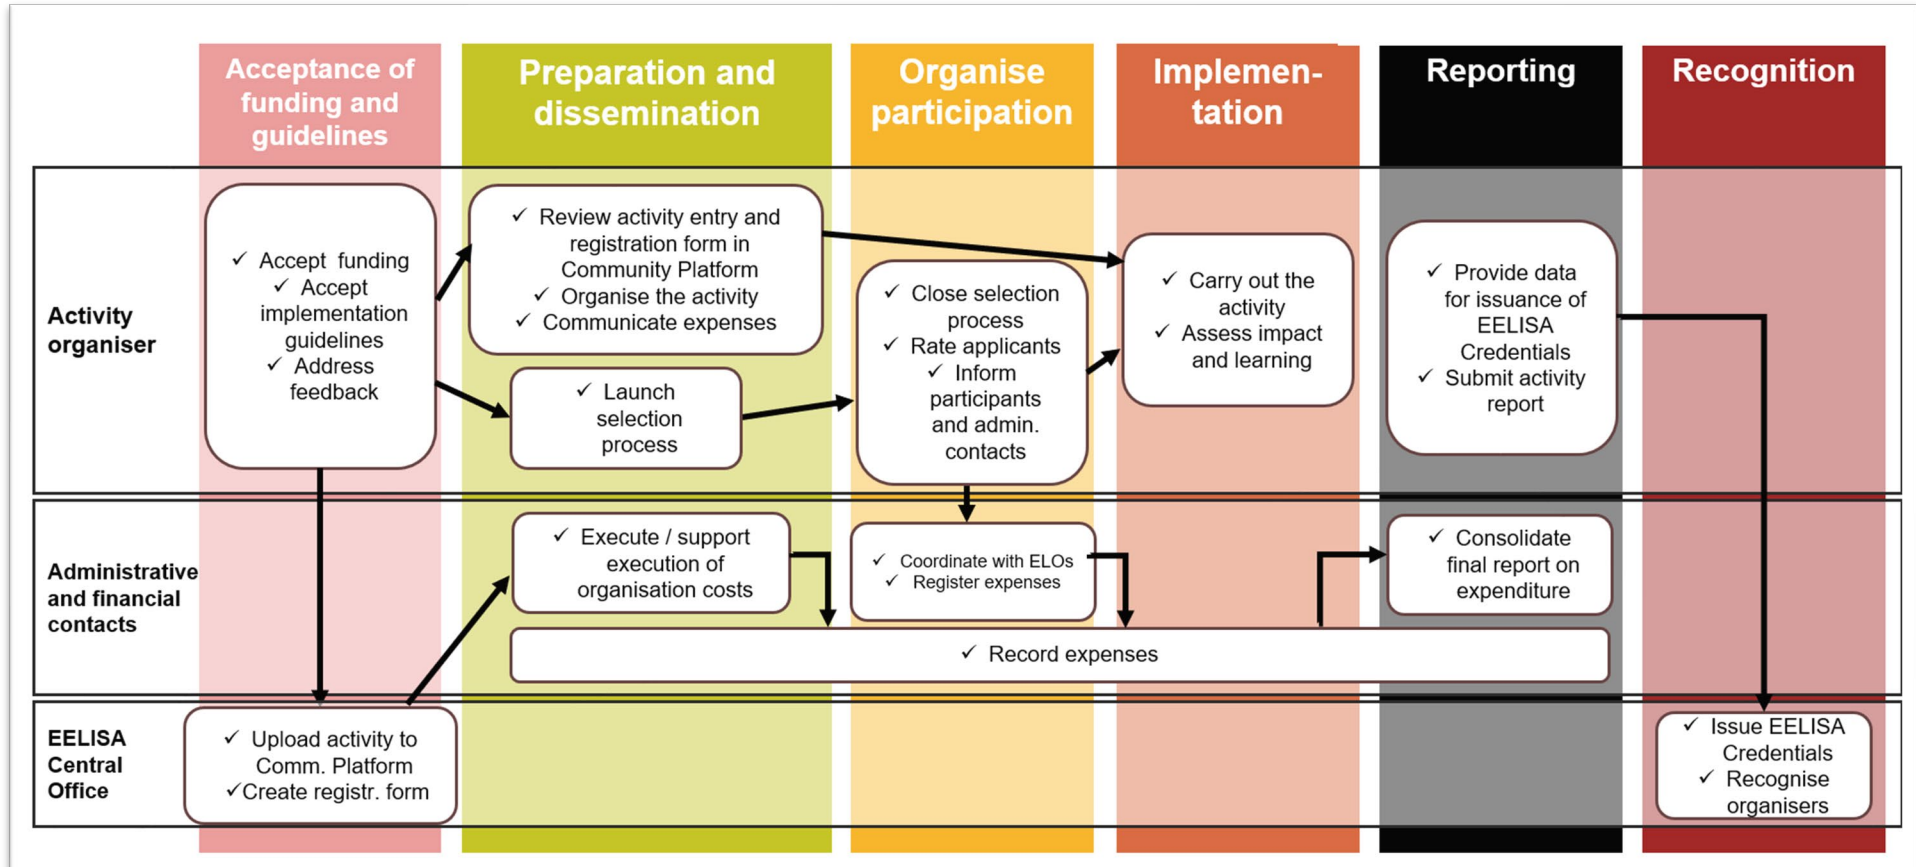 Acceptance of
funding and
guidelines
Preparation and
dissemination
Organise
participation
Implemen-
tation
Reporting
Recognition
Activity
organiser
✓ Accept funding
✓ Accept
implementation
guidelines
✓ Address
feedback
✓ Review activity entry and
registration form in
Community Platform
✓ Organise the activity
✓ Communicate expenses
✓ Launch
selection
process
✓ Close selection
process
✓ Rate applicants
✓ Inform
participants
and admin.
contacts
✓ Carry out the
activity
✓ Assess impact
and learning
✓ Provide data
for issuance of
EELISA
Credentials
✓ Submit activity
report
Administrative
and financial
contacts
✓ Execute / support
execution of
organisation costs
✓ Coordinate with ELOs
✓ Register expenses
✓ Consolidate
final report on
expenditure
✓ Record expenses
EELISA
Central
Office
✓ Upload activity to
Comm. Platform
✓Create registr. form
✓ Issue EELISA
Credentials
✓ Recognise
organisers